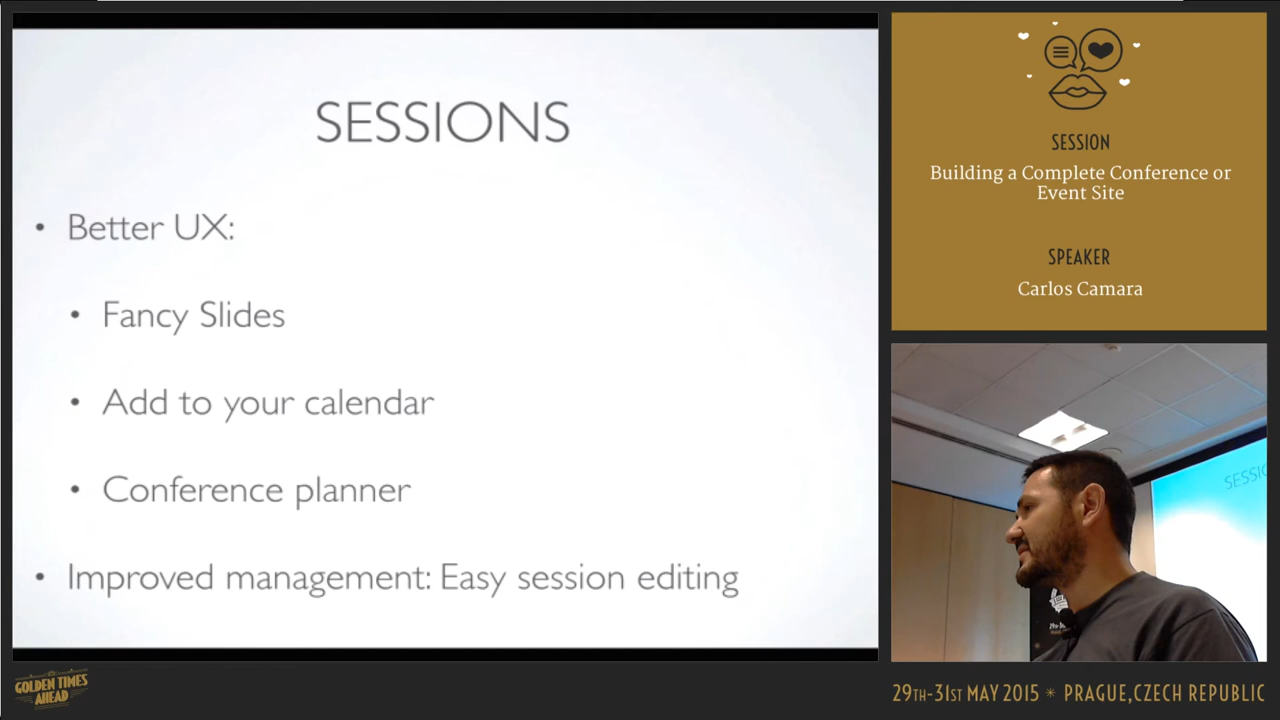 SESSIONS
• Better UX:
• Fancy Slides
• Add to your calendar
• Conference planner
• Improved management: Easy session editing
SESSION
Building a Complete Conference or
Event Site
SPEAKER
Carlos Camara
GOLDEN TIMES
AHEAD
29TH-31ST MAY 2015 * PRAGUE,CZECH REPUBLIC